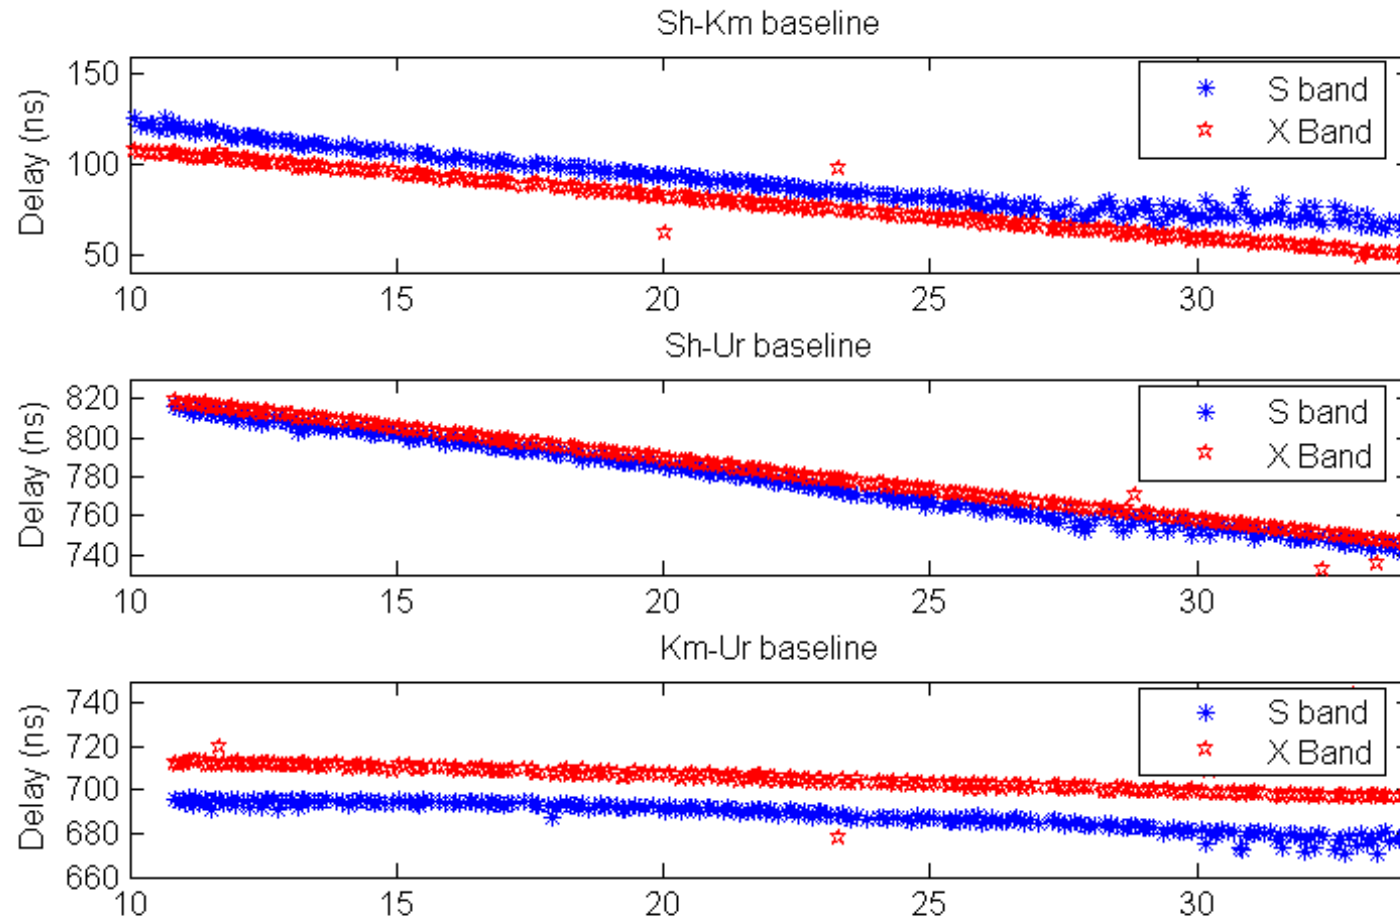 Sh-Km baseline
150
100
50
Delay (ns)
S band
X Band
10 15 20 25 30
Sh-Ur baseline
820
800
780
760
740
Delay (ns)
S band
X Band
10 15 20 25 30
Km-Ur baseline
740
720
700
680
660
Delay (ns)
S band
X Band
10 15 20 25 30